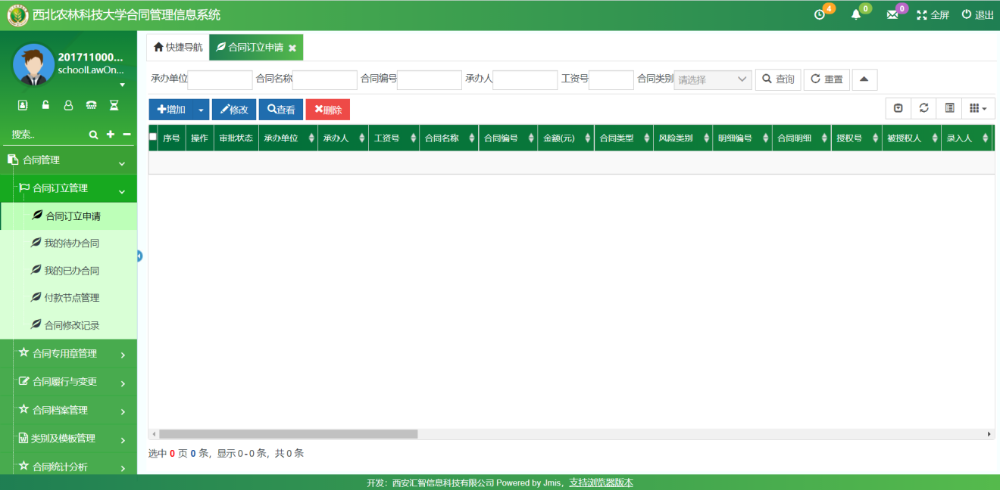 西北农林科技大学合同管理信息系统
4
0
0
全屏
退出
201711000...
schoolLawOn...
搜索..
合同管理
合同订立管理
合同订立申请
我的待办合同
我的已办合同
付款节点管理
合同修改记录
合同专用章管理
合同履行与变更
合同档案管理
类别及模板管理
合同统计分析
快捷导航 合同订立申请
承办单位 合同名称 合同编号 承办人 工资号 合同类别 请选择 查询 重置
增加 修改 查看 删除
序号 操作 审批状态 承办单位 承办人 工资号 合同名称 合同编号 金额(元) 合同类型 风险类别 明细编号 合同明细 授权号 被授权人 录入人
选中 0 页 0 条, 显示 0 - 0 条, 共 0 条
开发：西安汇智信息科技有限公司 Powered by Jmis, 支持浏览器版本